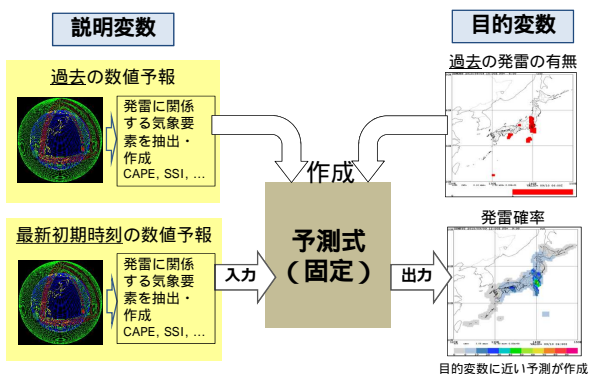 説明変数
目的変数
過去の数値予報
発雷に関係
する気象要
素を抽出・
作成
CAPE, SSI, ...
過去の発雷の有無
作成
最新初期時刻の数値予報
発雷に関係
する気象要
素を抽出・
作成
CAPE, SSI, ...
入力
予測式
（固定）
出力
発雷確率
目的変数に近い予測が作成